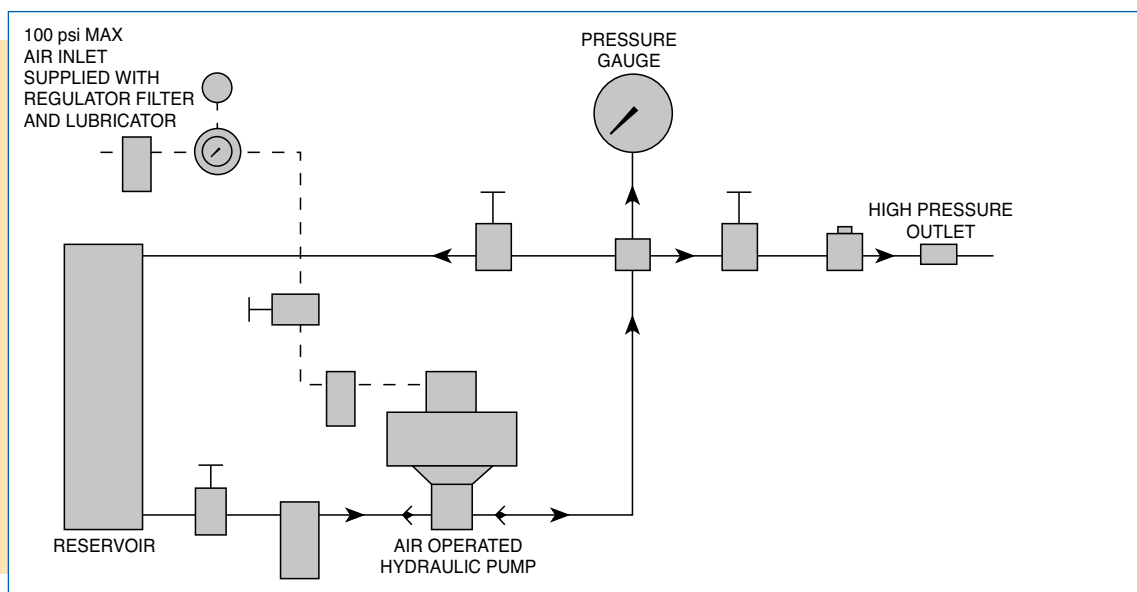 100 psi MAX
AIR INLET
SUPPLIED WITH
REGULATOR FILTER
AND LUBRICATOR
PRESSURE
GAUGE
HIGH PRESSURE
OUTLET
RESERVOIR
AIR OPERATED
HYDRAULIC PUMP